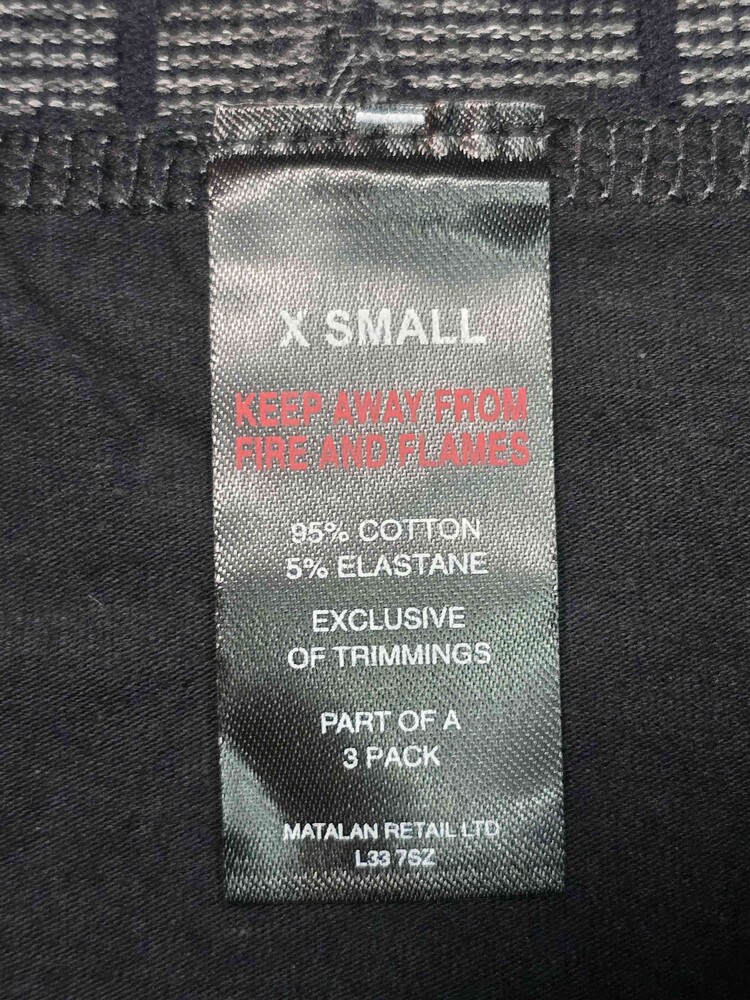 X SMALL
KEEP AWAY FROM
FIRE AND FLAMES
95% COTTON
5% ELASTANE
EXCLUSIVE
OF TRIMMINGS
PART OF A
3 PACK
MATALAN RETAIL LTD
L33 7SZ